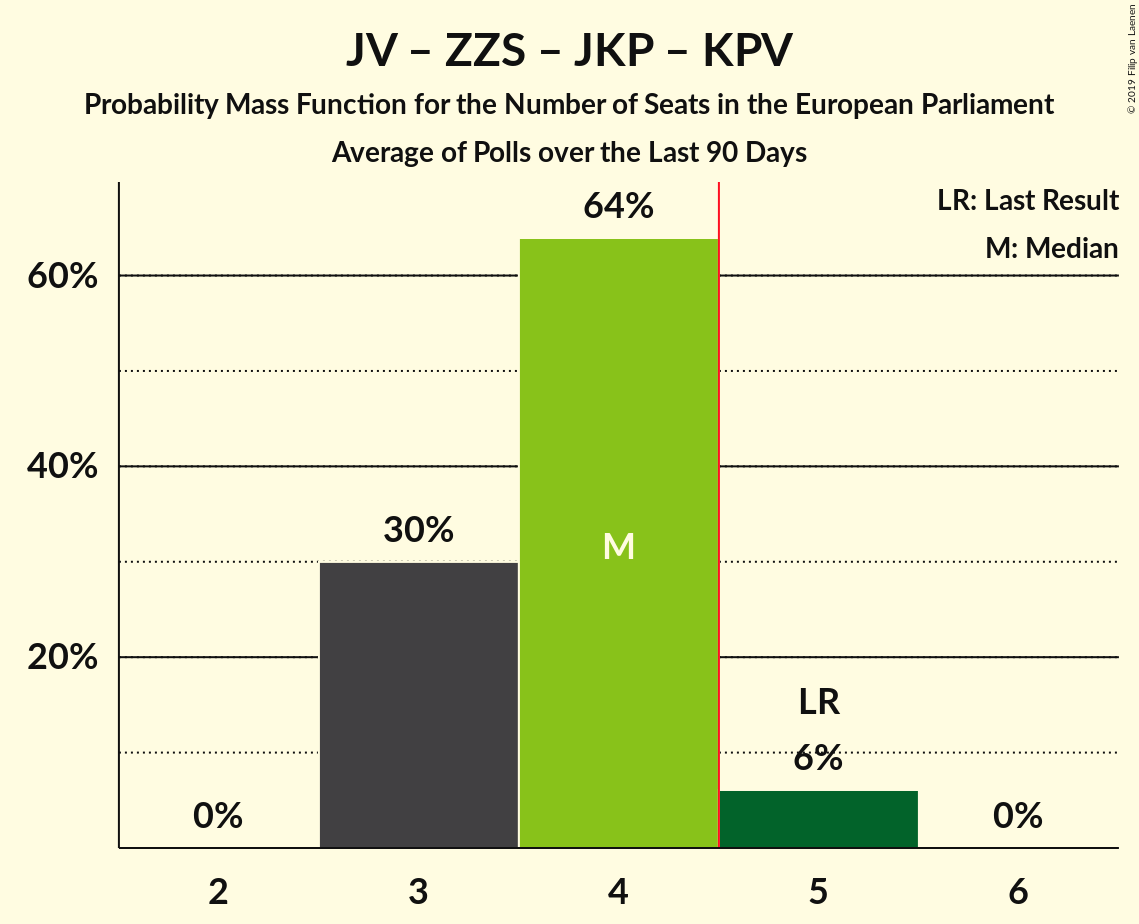 JV – ZZS – JKP – KPV
Probability Mass Function for the Number of Seats in the European Parliament
Average of Polls over the Last 90 Days
© 2019 Filip van Laenen
LR: Last Result
M: Median
64%
60%
40%
30%
M
20%
LR
6%
0%
0%
2
3
4
5
6